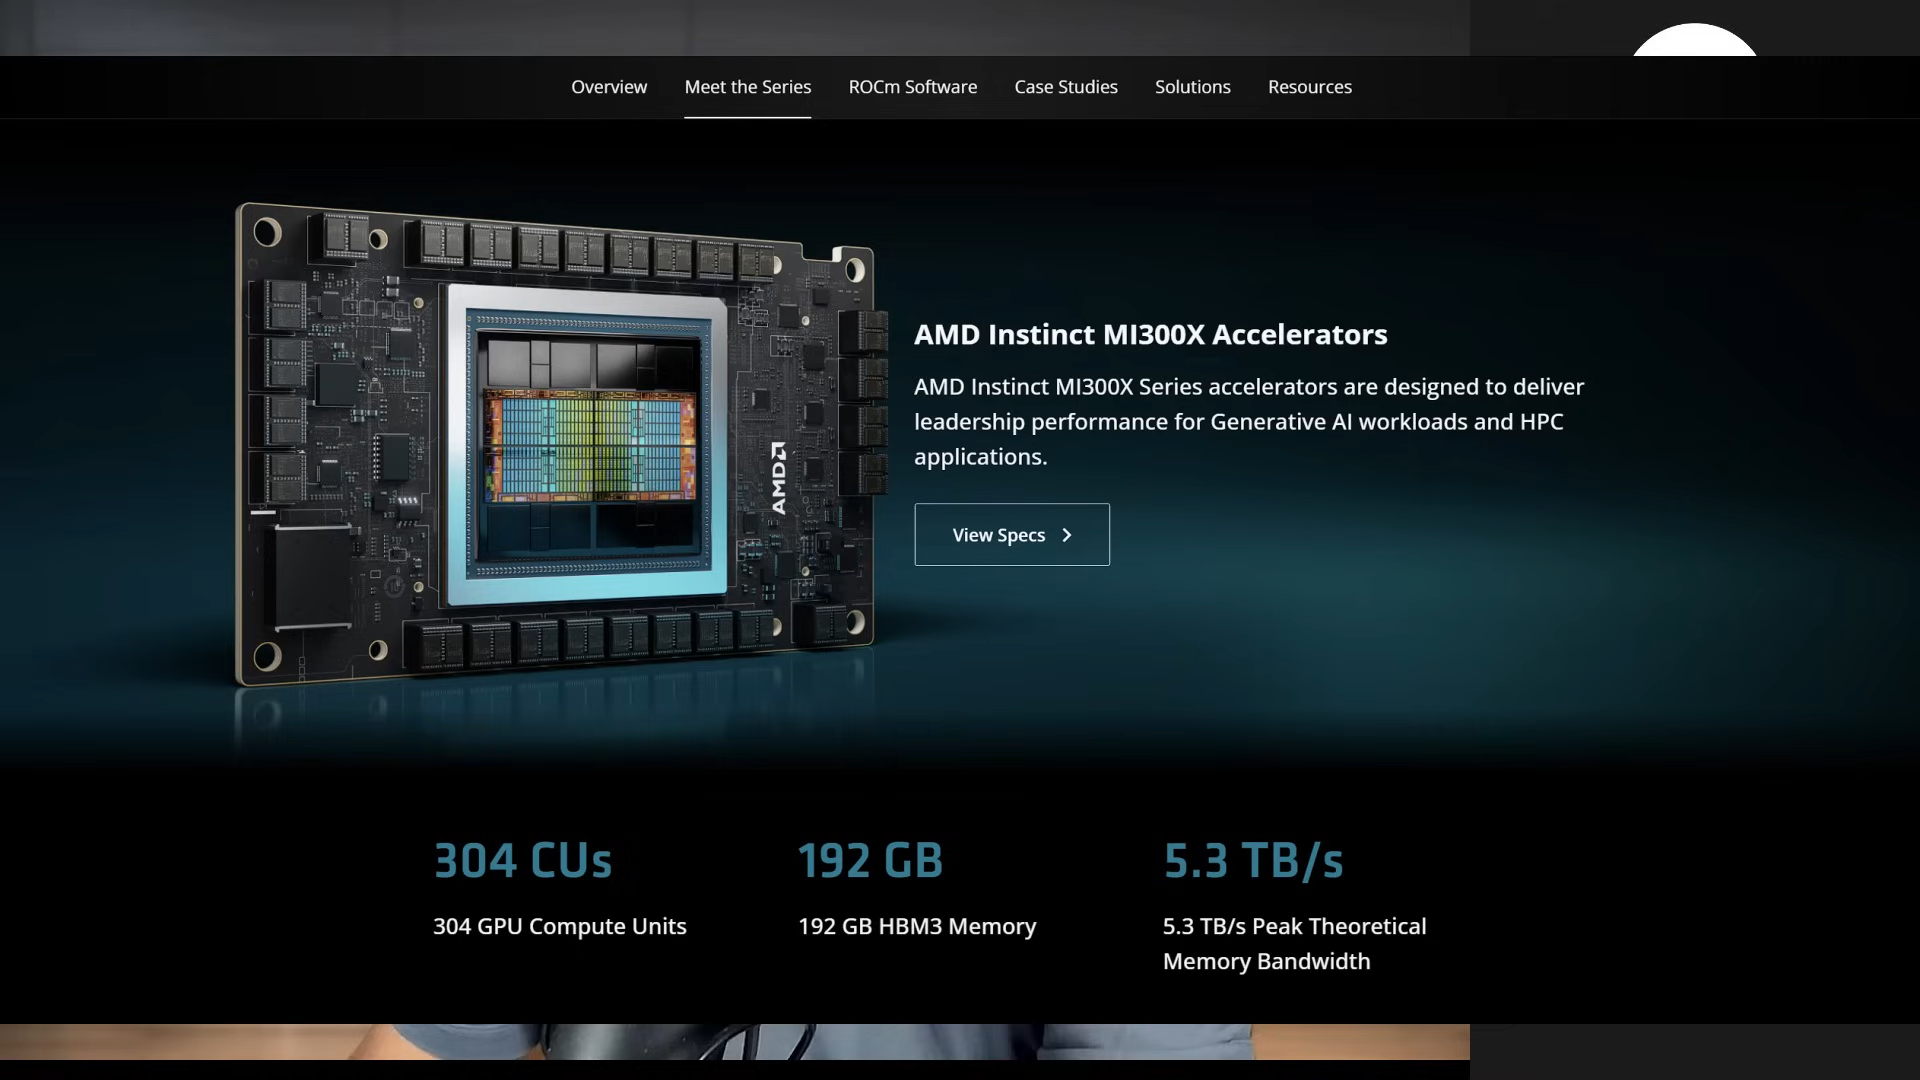 Overview Meet the Series ROCm Software Case Studies Solutions Resources
AMD
AMD Instinct MI300X Accelerators
AMD Instinct MI300X Series accelerators are designed to deliver
leadership performance for Generative AI workloads and HPC
applications.
View Specs
304 CUs 192 GB 5.3 TB/s
304 GPU Compute Units 192 GB HBM3 Memory 5.3 TB/s Peak Theoretical
Memory Bandwidth